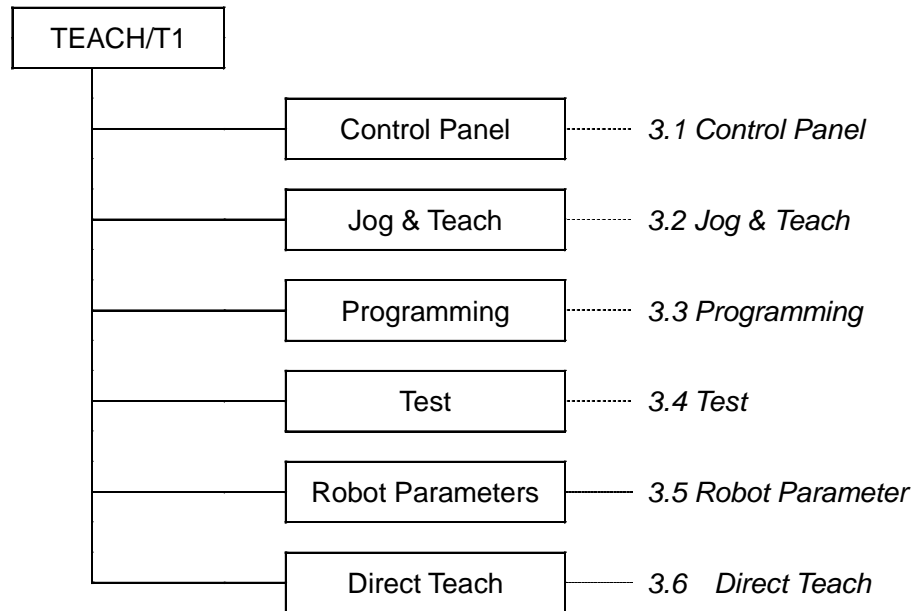 TEACH/T1
Control Panel 3.1 Control Panel
Jog & Teach 3.2 Jog & Teach
Programming 3.3 Programming
Test 3.4 Test
Robot Parameters 3.5 Robot Parameter
Direct Teach 3.6 Direct Teach